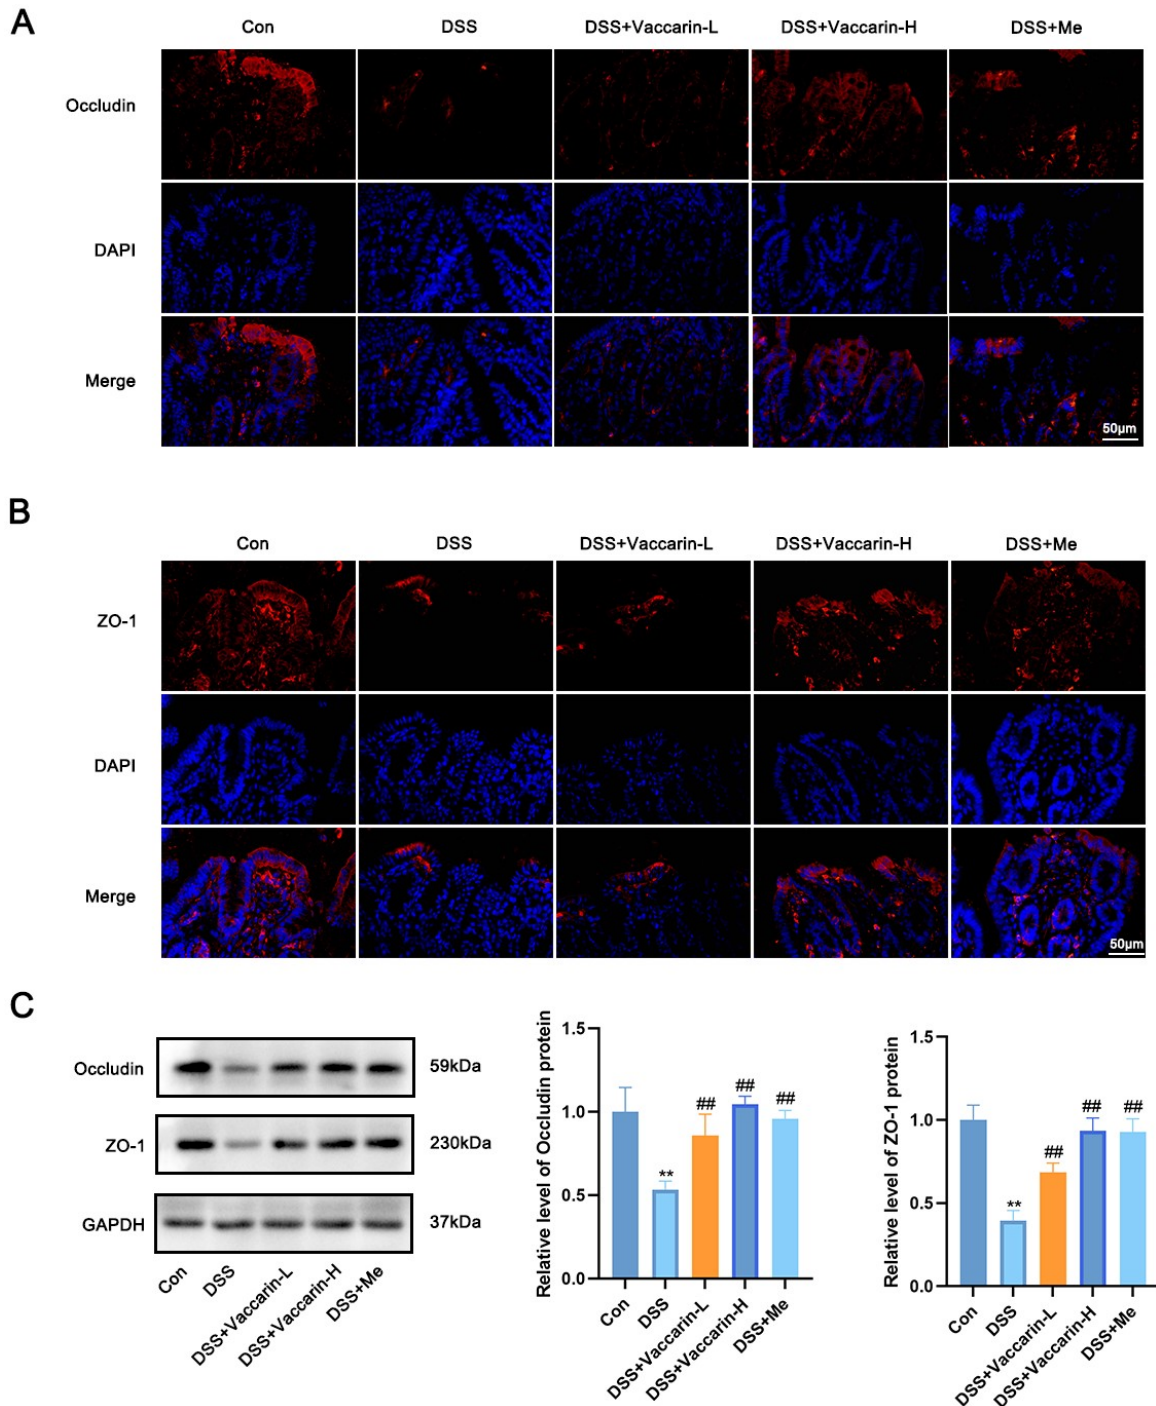 A
Con DSS DSS+Vaccarin-L DSS+Vaccarin-H DSS+Me
Occludin
DAPI
Merge
50μm
B
Con DSS DSS+Vaccarin-L DSS+Vaccarin-H DSS+Me
ZO-1
DAPI
Merge
50μm
C
Occludin 59kDa
ZO-1 230kDa
GAPDH 37kDa
Con DSS DSS+Vaccarin-L DSS+Vaccarin-H DSS+Me
Relative level of Occludin protein
1.5
1.0
0.5
0.0
** ## ## ##
Con DSS DSS+Vaccarin-L DSS+Vaccarin-H DSS+Me
Relative level of ZO-1 protein
1.5
1.0
0.5
0.0
** ## ## ##
Con DSS DSS+Vaccarin-L DSS+Vaccarin-H DSS+Me